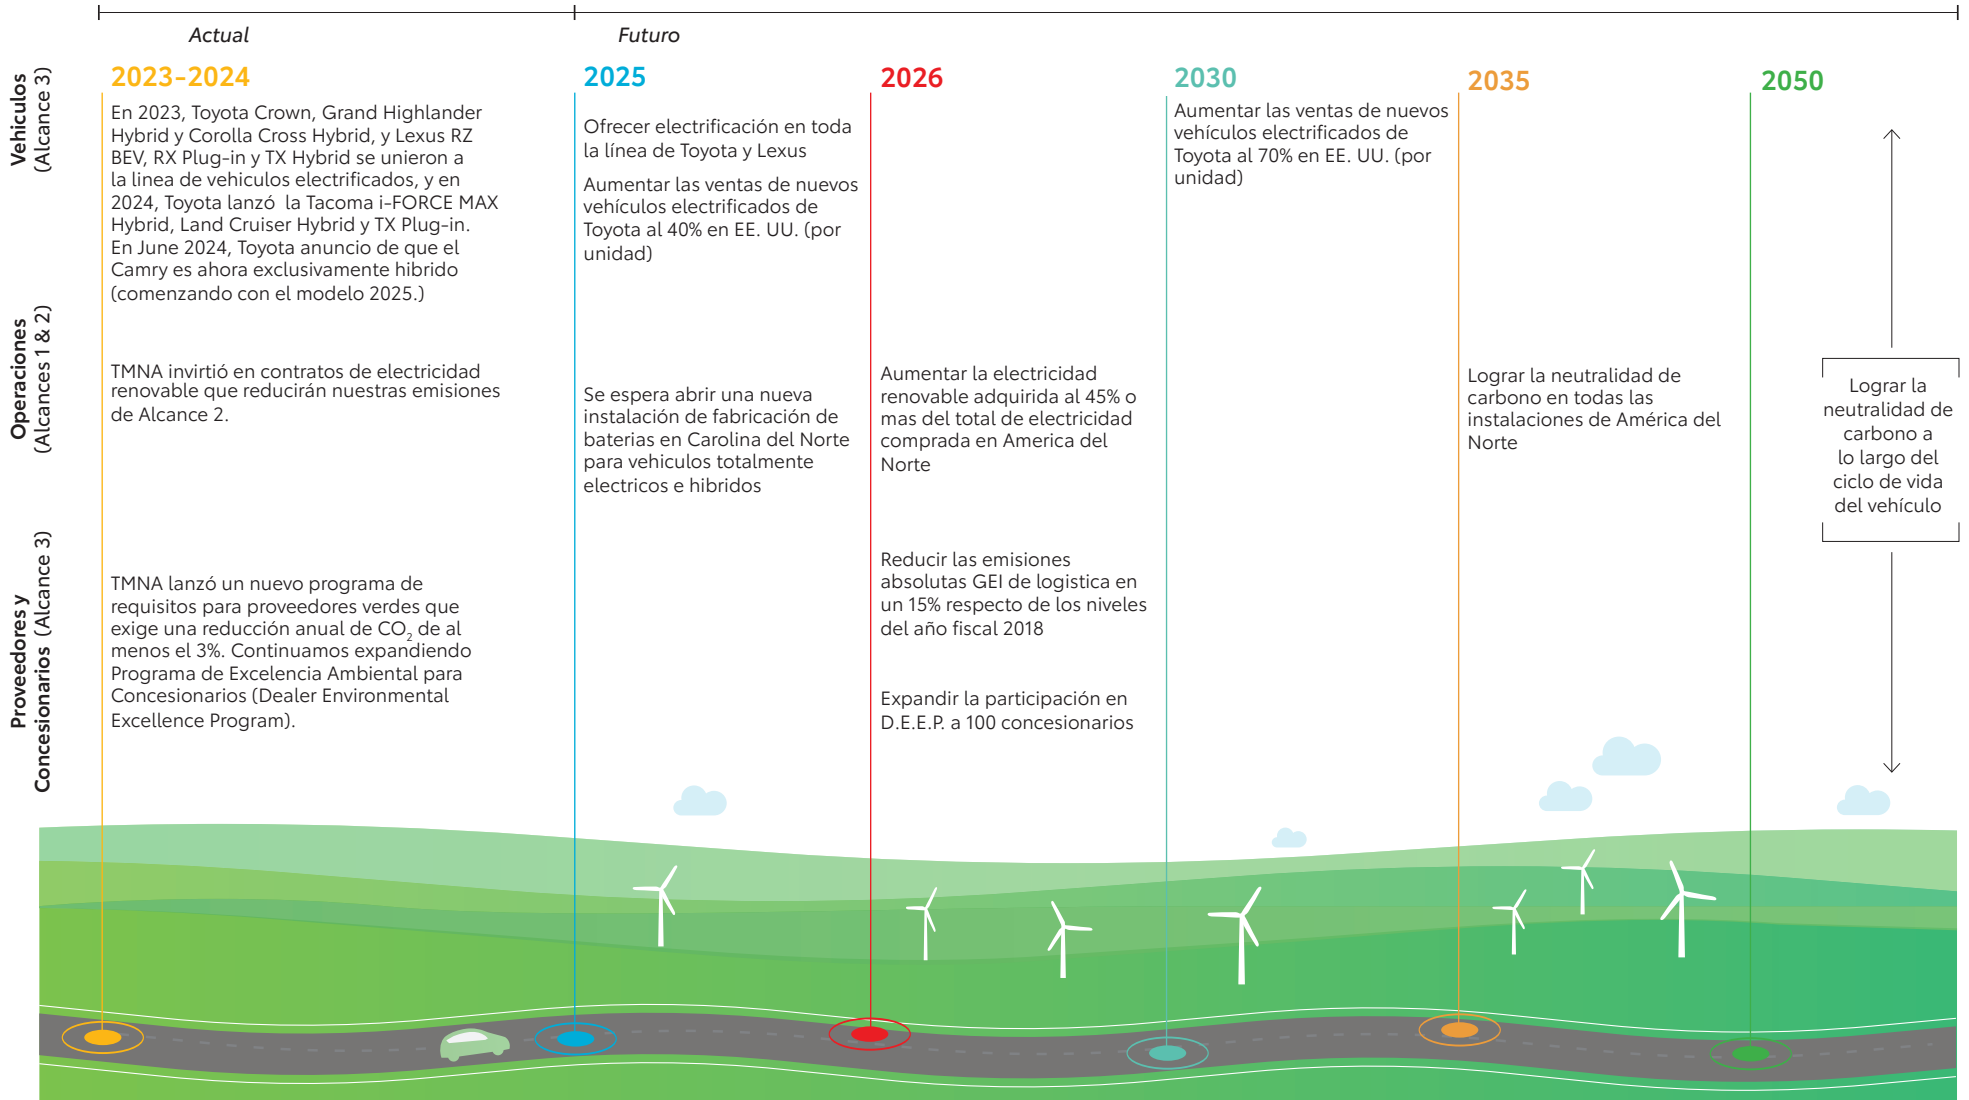 Actual
Futuro
Vehiculos
(Alcance 3)
Operaciones
(Alcances 1 & 2)
Proveedores y
Concesionarios (Alcance 3)
2023-2024
En 2023, Toyota Crown, Grand Highlander
Hybrid y Corolla Cross Hybrid, y Lexus RZ
BEV, RX Plug-in y TX Hybrid se unieron a
la linea de vehiculos electrificados, y en
2024, Toyota lanzó la Tacoma i-FORCE MAX
Hybrid, Land Cruiser Hybrid y TX Plug-in.
En June 2024, Toyota anuncio de que el
Camry es ahora exclusivamente hibrido
(comenzando con el modelo 2025.)
TMNA invirtió en contratos de electricidad
renovable que reducirán nuestras emisiones
de Alcance 2.
TMNA lanzó un nuevo programa de
requisitos para proveedores verdes que
exige una reducción anual de CO₂ de al
menos el 3%. Continuamos expandiendo
Programa de Excelencia Ambiental para
Concesionarios (Dealer Environmental
Excellence Program).
2025
Ofrecer electrificación en toda
la línea de Toyota y Lexus
Aumentar las ventas de nuevos
vehículos electrificados de
Toyota al 40% en EE. UU. (por
unidad)
Se espera abrir una nueva
instalación de fabricación de
baterias en Carolina del Norte
para vehiculos totalmente
electricos e hibridos
2026
Aumentar la electricidad
renovable adquirida al 45% o
mas del total de electricidad
comprada en America del
Norte
Reducir las emisiones
absolutas GEI de logistica en
un 15% respecto de los niveles
del año fiscal 2018
Expandir la participación en
D.E.E.P. a 100 concesionarios
2030
Aumentar las ventas de nuevos
vehículos electrificados de
Toyota al 70% en EE. UU. (por
unidad)
2035
Lograr la neutralidad de
carbono en todas las
instalaciones de América del
Norte
2050
Lograr la
neutralidad de
carbono a
lo largo del
ciclo de vida
del vehículo